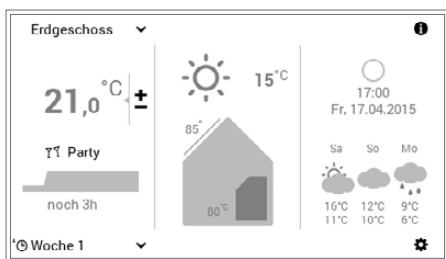 Erdgeschoss
21,0 °C ±
Party
noch 3h
Woche 1
15°C
85°
80°C
17:00
Fr, 17.04.2015
Sa So Mo
16°C 12°C 9°C
11°C 10°C 6°C